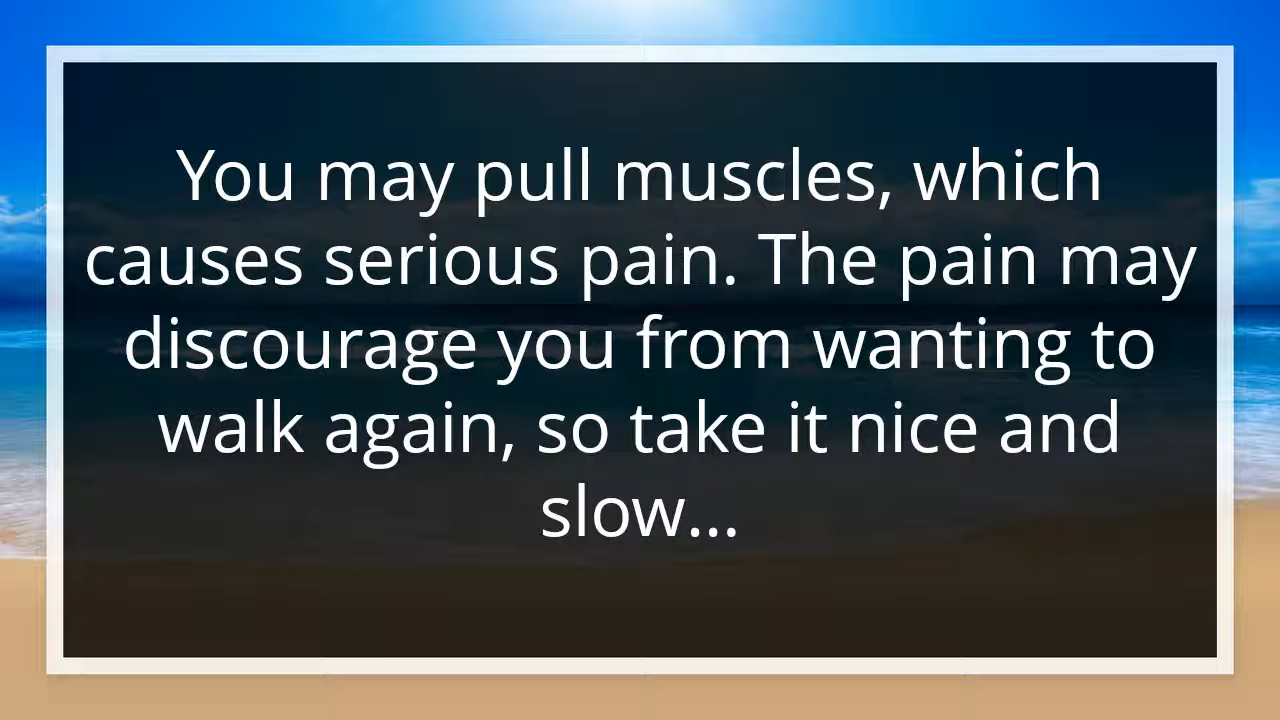 You may pull muscles, which
causes serious pain. The pain may
discourage you from wanting to
walk again, so take it nice and
slow...